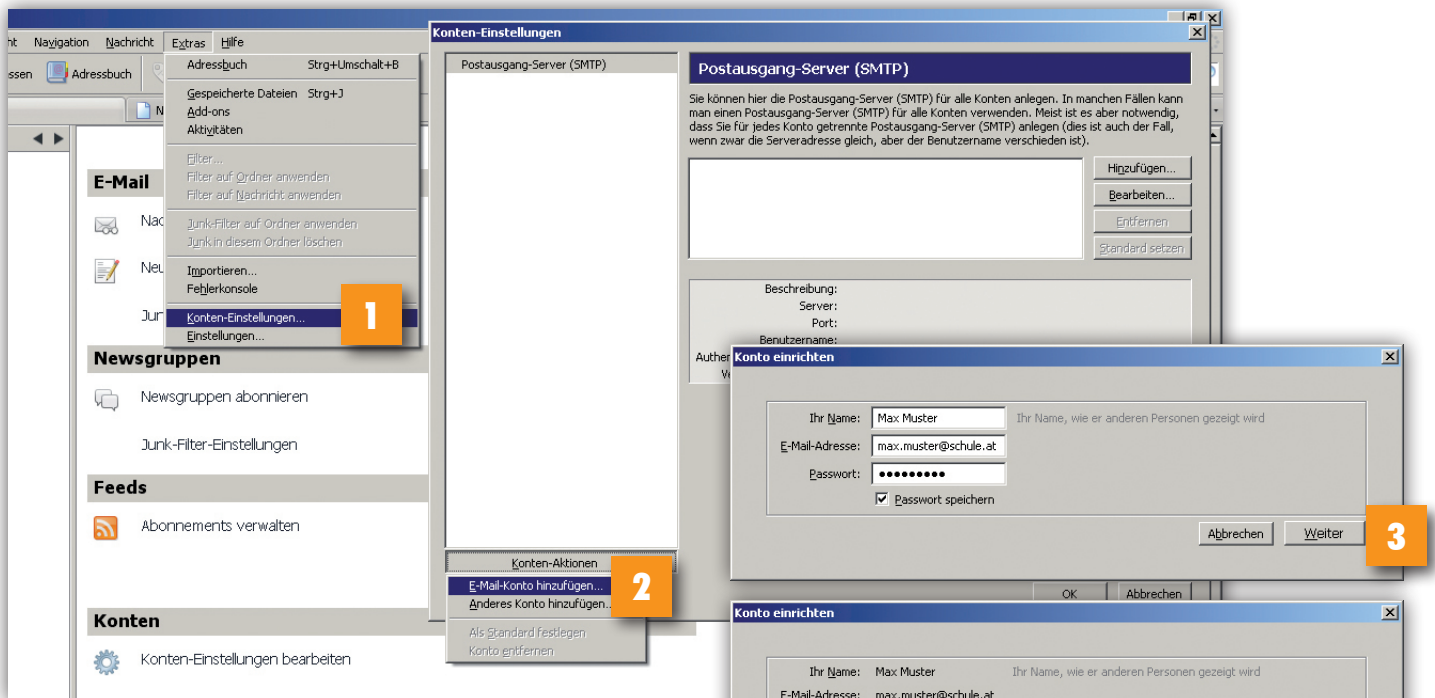 Navigation Nachricht Extras Hilfe
ssen Adressbuch
Adressbuch Strg+Umschalt+B
Gespeicherte Dateien Strg+J
Add-ons
Aktivitäten
Filter...
Filter auf Ordner anwenden
Filter auf Nachricht anwenden
Junk-Filter auf Ordner anwenden
Junk in diesem Ordner löschen
Importieren...
Fehlerkonsole
Konten-Einstellungen...
Einstellungen...
1
E-Mail
Nac
Neu
Jun
Newsgruppen
Newsgruppen abonnieren
Junk-Filter-Einstellungen
Feeds
Abonnements verwalten
Konten
Konten-Einstellungen bearbeiten
Konten-Einstellungen
Postausgang-Server (SMTP)
Konten-Aktionen
E-Mail-Konto hinzufügen...
Anderes Konto hinzufügen...
Als Standard festlegen
Konto entfernen
2
Postausgang-Server (SMTP)
Sie können hier die Postausgang-Server (SMTP) für alle Konten anlegen. In manchen Fällen kann
man einen Postausgang-Server (SMTP) für alle Konten verwenden. Meist ist es aber notwendig,
dass Sie für jedes Konto getrennte Postausgang-Server (SMTP) anlegen (dies ist auch der Fall,
wenn zwar die Serveradresse gleich, aber der Benutzername verschieden ist).
Hinzufügen...
Bearbeiten...
Entfernen
Standard setzen
Beschreibung:
Server:
Port:
Benutzername:
Authen
Ve
OK Abbrechen
Konto einrichten
Ihr Name: Max Muster Ihr Name, wie er anderen Personen gezeigt wird
E-Mail-Adresse: max.muster@schule.at
Passwort: ●●●●●●●●●
Passwort speichern
Abbrechen Weiter
3
Konto einrichten
Ihr Name: Max Muster Ihr Name, wie er anderen Personen gezeigt wird
E-Mail-Adresse: max.muster@schule.at